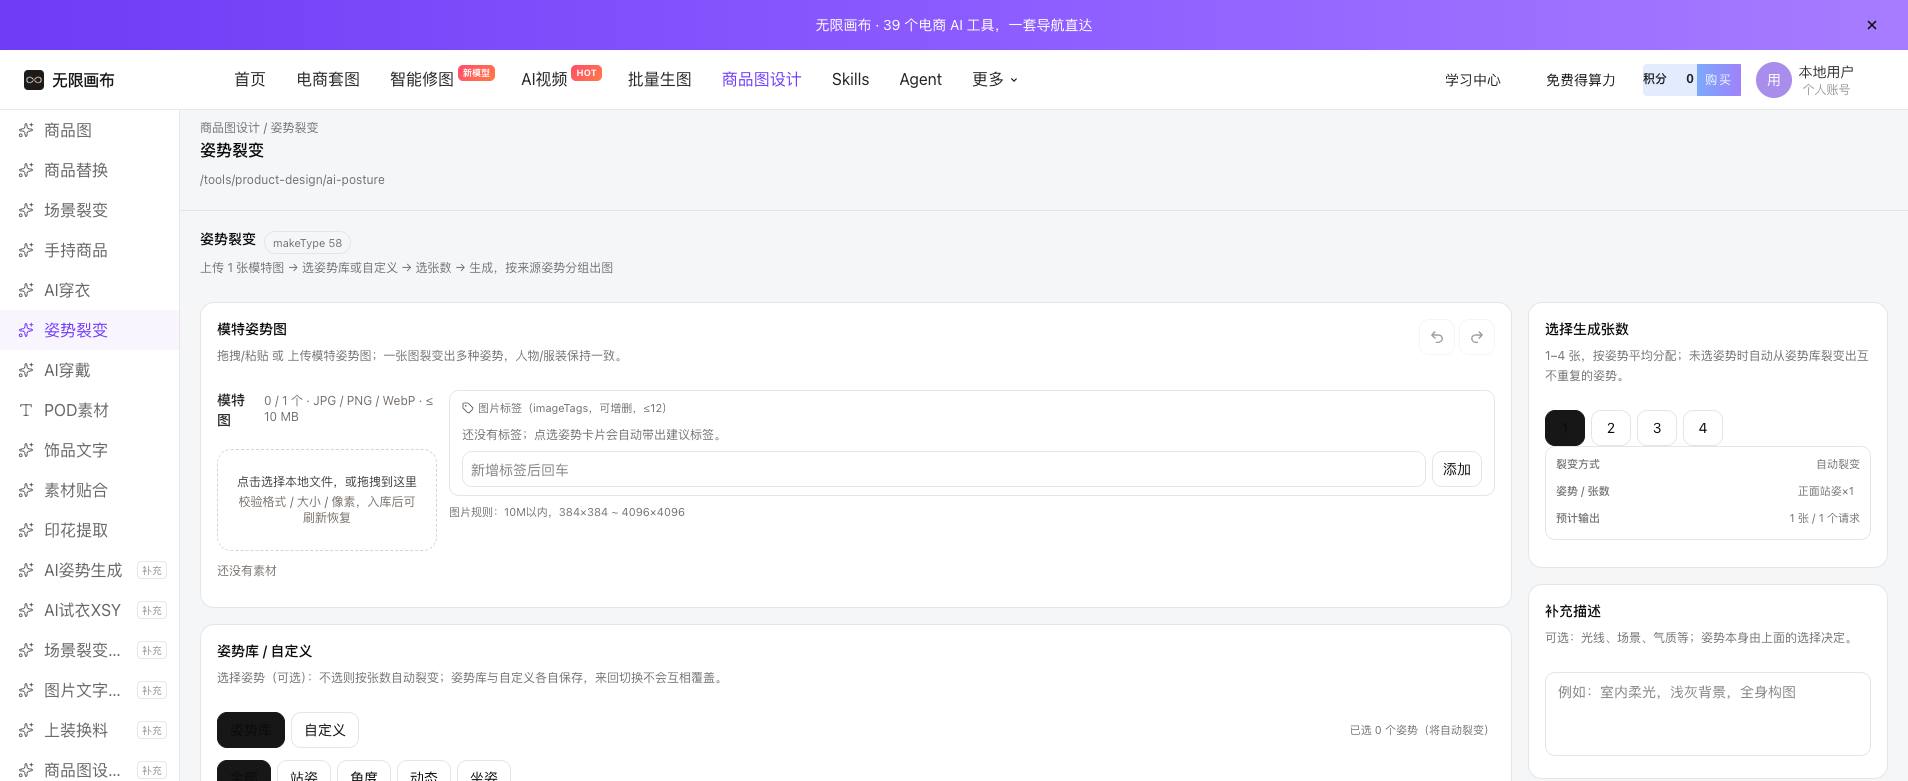 无限画布 · 39 个电商 AI 工具，一套导航直达
无限画布
首页
电商套图
智能修图
新模型
AI视频
HOT
批量生图
商品图设计
Skills
Agent
更多
学习中心
免费得算力
积分 0
购买
用
本地用户
个人账号
商品图
商品替换
场景裂变
手持商品
AI穿衣
姿势裂变
AI穿戴
POD素材
饰品文字
素材贴合
印花提取
AI姿势生成 补充
AI试衣XSY 补充
场景裂变... 补充
图片文字... 补充
上装换料 补充
商品图设... 补充
商品图设计 / 姿势裂变
姿势裂变
/tools/product-design/ai-posture
姿势裂变 makeType 58
上传 1 张模特图 → 选姿势库或自定义 → 选张数 → 生成，按来源姿势分组出图
模特姿势图
拖拽/粘贴 或 上传模特姿势图；一张图裂变出多种姿势，人物/服装保持一致。
模特图
0 / 1 个 · JPG / PNG / WebP · ≤
10 MB
点击选择本地文件，或拖拽到这里
校验格式 / 大小 / 像素，入库后可
刷新恢复
还没有素材
图片标签（imageTags，可增删，≤12）
还没有标签；点选姿势卡片会自动带出建议标签。
新增标签后回车
添加
图片规则：10M以内，384×384 ~ 4096×4096
姿势库 / 自定义
选择姿势（可选）：不选则按张数自动裂变；姿势库与自定义各自保存，来回切换不会互相覆盖。
姿势库
自定义
已选 0 个姿势（将自动裂变）
全部
站姿
角度
动态
坐姿
选择生成张数
1–4 张，按姿势平均分配；未选姿势时自动从姿势库裂变出互
不重复的姿势。
1
2
3
4
裂变方式 自动裂变
姿势 / 张数 正面站姿×1
预计输出 1 张 / 1 个请求
补充描述
可选：光线、场景、气质等；姿势本身由上面的选择决定。
例如：室内柔光，浅灰背景，全身构图